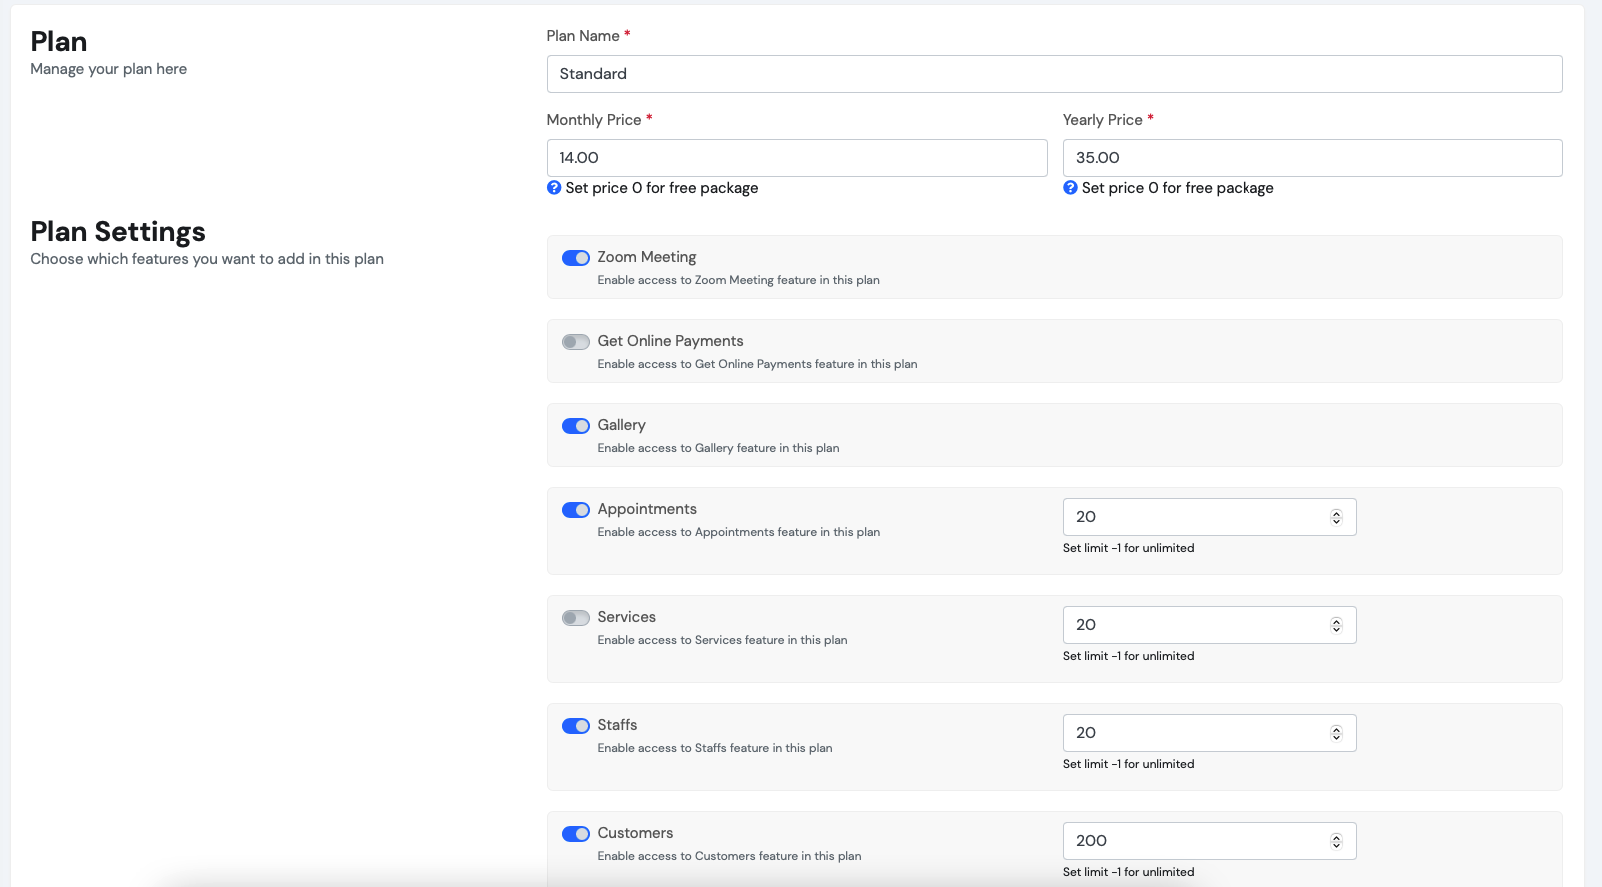 Plan
Manage your plan here
Plan Name *
Standard
Monthly Price *
14.00
Set price 0 for free package
Yearly Price *
35.00
Set price 0 for free package
Plan Settings
Choose which features you want to add in this plan
Zoom Meeting
Enable access to Zoom Meeting feature in this plan
Get Online Payments
Enable access to Get Online Payments feature in this plan
Gallery
Enable access to Gallery feature in this plan
Appointments
Enable access to Appointments feature in this plan
20
Set limit -1 for unlimited
Services
Enable access to Services feature in this plan
20
Set limit -1 for unlimited
Staffs
Enable access to Staffs feature in this plan
20
Set limit -1 for unlimited
Customers
Enable access to Customers feature in this plan
200
Set limit -1 for unlimited